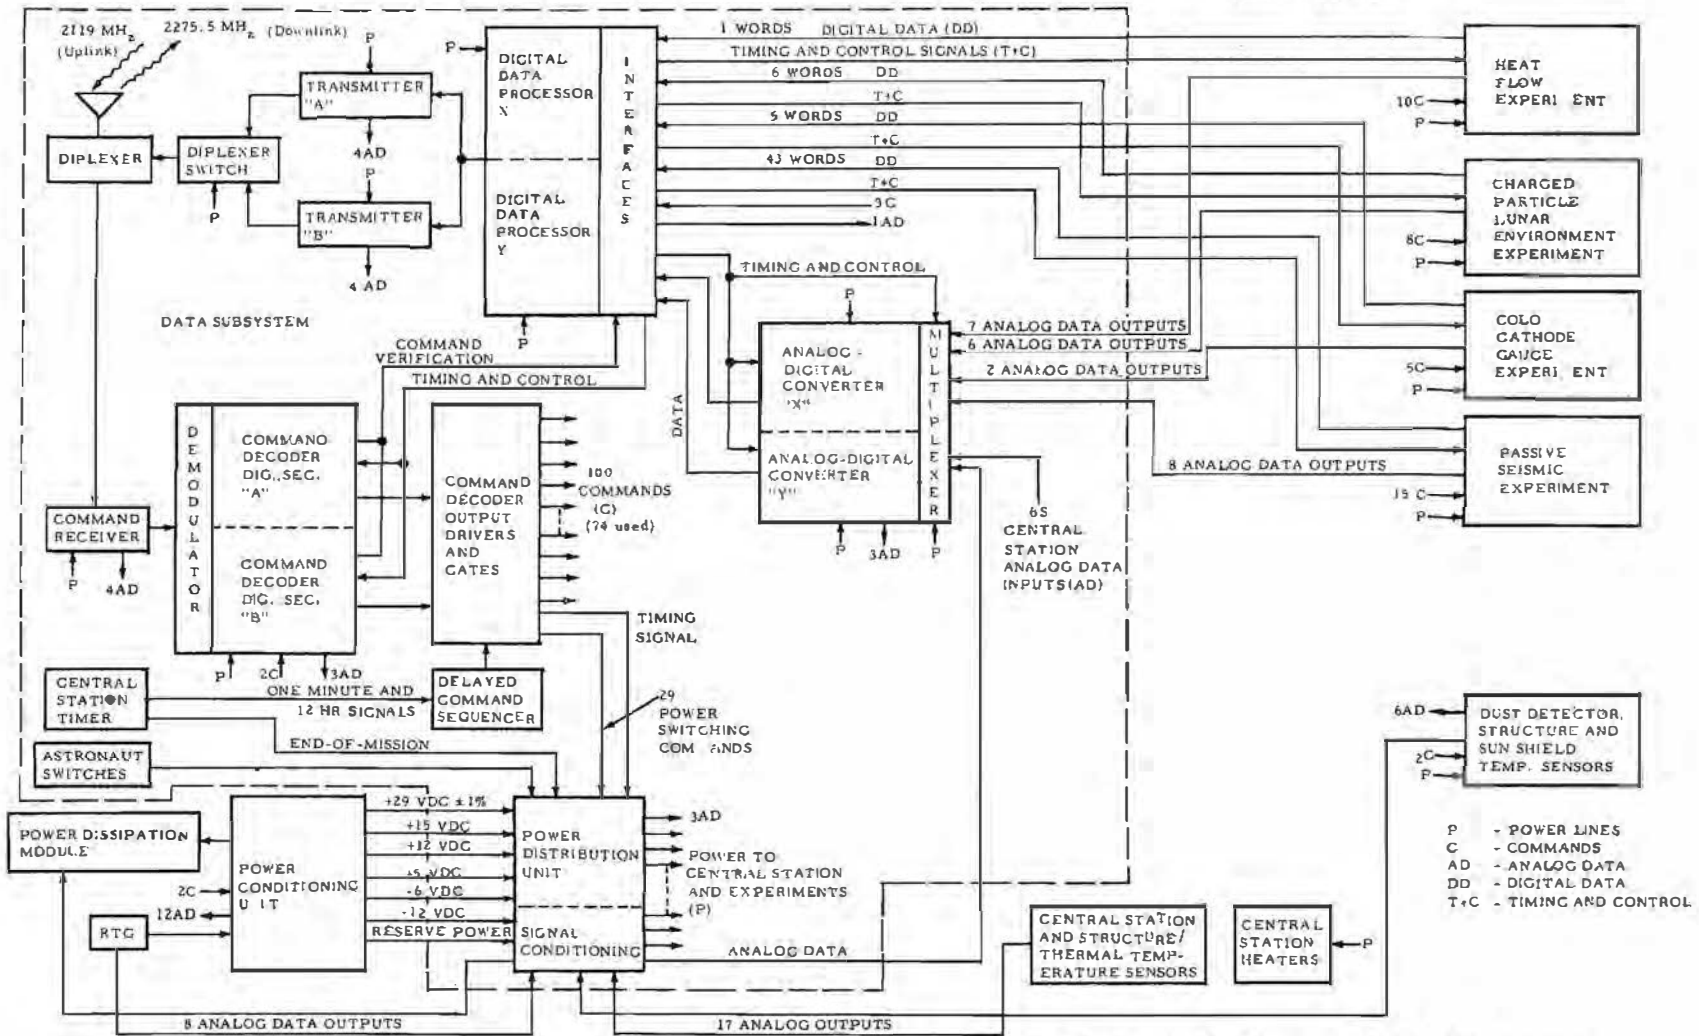 2119 MHz
(Uplink)
2275.5 MHz (Downlink)
P
P
TRANSMITTER
"A"
4AD
P
DIPLEXER
DIPLEXER
SWITCH
P
TRANSMITTER
"B"
4 AD
DIGITAL
DATA
PROCESSOR
X
DIGITAL
DATA
PROCESSOR
Y
INTERFACES
P
1 WORDS DIGITAL DATA (DD)
TIMING AND CONTROL SIGNALS (T+C)
6 WORDS DD
T+C
5 WORDS DD
T+C
43 WORDS DD
T+C
3C
1AD
TIMING AND CONTROL
HEAT
FLOW
EXPERI ENT
10C
P
CHARGED
PARTICLE
LUNAR
ENVIRONMENT
EXPERIMENT
8C
P
COLD
CATHODE
GAUGE
EXPERI ENT
5C
P
PASSIVE
SEISMIC
EXPERIMENT
15 C
P
DATA SUBSYSTEM
COMMAND
VERIFICATION
TIMING AND CONTROL
DATA
P
ANALOG -
DIGITAL
CONVERTER
"X"
ANALOG-DIGITAL
CONVERTER
"Y"
MULTIPLEXER
P
3AD
P
7 ANALOG DATA OUTPUTS
6 ANALOG DATA OUTPUTS
2 ANALOG DATA OUTPUTS
8 ANALOG DATA OUTPUTS
DEMODULATOR
COMMAND
DECODER
DIG. SEC.
"A"
COMMAND
DECODER
DIG. SEC.
"B"
COMMAND
DECODER
OUTPUT
DRIVERS
AND
GATES
100
COMMANDS
(C)
(74 used)
COMMAND
RECEIVER
P
4AD
P
2C
3AD
TIMING
SIGNAL
CENTRAL
STATION
ANALOG DATA
INPUTS (AD)
CENTRAL
STATION
TIMER
ONE MINUTE AND
12 HR SIGNALS
DELAYED
COMMAND
SEQUENCER
29
POWER
SWITCHING
COM ANDS
END-OF-MISSION
ASTRONAUT
SWITCHES
6AD
DUST DETECTOR,
STRUCTURE AND
SUN SHIELD
TEMP. SENSORS
2C
P
POWER DISSIPATION
MODULE
POWER
CONDITIONING
UNIT
2C
12AD
RTG
+29 VDC ±1%
+15 VDC
+12 VDC
+5 VDC
-6 VDC
-12 VDC
RESERVE POWER
POWER
DISTRIBUTION
UNIT
SIGNAL
CONDITIONING
3AD
POWER TO
CENTRAL STATION
AND EXPERIMENTS
(P)
ANALOG DATA
CENTRAL STATION
AND STRUCTURE/
THERMAL TEMP-
ERATURE SENSORS
CENTRAL
STATION
HEATERS
P
P - POWER LINES
C - COMMANDS
AD - ANALOG DATA
DD - DIGITAL DATA
T+C - TIMING AND CONTROL
8 ANALOG DATA OUTPUTS
17 ANALOG OUTPUTS